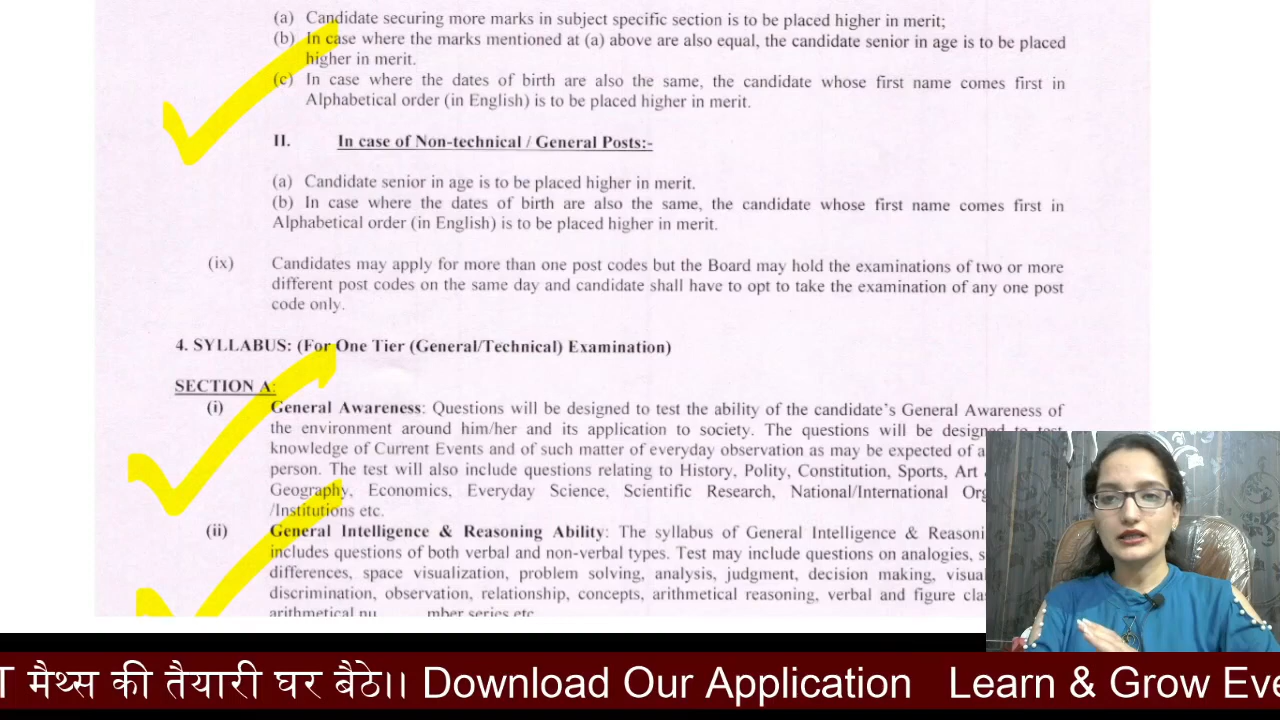 (a) Candidate securing more marks in subject specific section is to be placed higher in merit;
(b) In case where the marks mentioned at (a) above are also equal, the candidate senior in age is to be placed
higher in merit.
(c) In case where the dates of birth are also the same, the candidate whose first name comes first in
Alphabetical order (in English) is to be placed higher in merit.
II. In case of Non-technical / General Posts:-
(a) Candidate senior in age is to be placed higher in merit.
(b) In case where the dates of birth are also the same, the candidate whose first name comes first in
Alphabetical order (in English) is to be placed higher in merit.
(ix) Candidates may apply for more than one post codes but the Board may hold the examinations of two or more
different post codes on the same day and candidate shall have to opt to take the examination of any one post
code only.
4. SYLLABUS: (For One Tier (General/Technical) Examination)
SECTION A:
(i) General Awareness: Questions will be designed to test the ability of the candidate's General Awareness of
the environment around him/her and its application to society. The questions will be designed to test
knowledge of Current Events and of such matter of everyday observation as may be expected of a
person. The test will also include questions relating to History, Polity, Constitution, Sports, Art
Geography, Economics, Everyday Science, Scientific Research, National/International Org
/Institutions etc.
(ii) General Intelligence & Reasoning Ability: The syllabus of General Intelligence & Reasoni
includes questions of both verbal and non-verbal types. Test may include questions on analogies, s
differences, space visualization, problem solving, analysis, judgment, decision making, visua
discrimination, observation, relationship, concepts, arithmetical reasoning, verbal and figure clas
arithmetical nu mber series etc
T मैथ्स की तैयारी घर बैठे।। Download Our Application Learn & Grow Eve